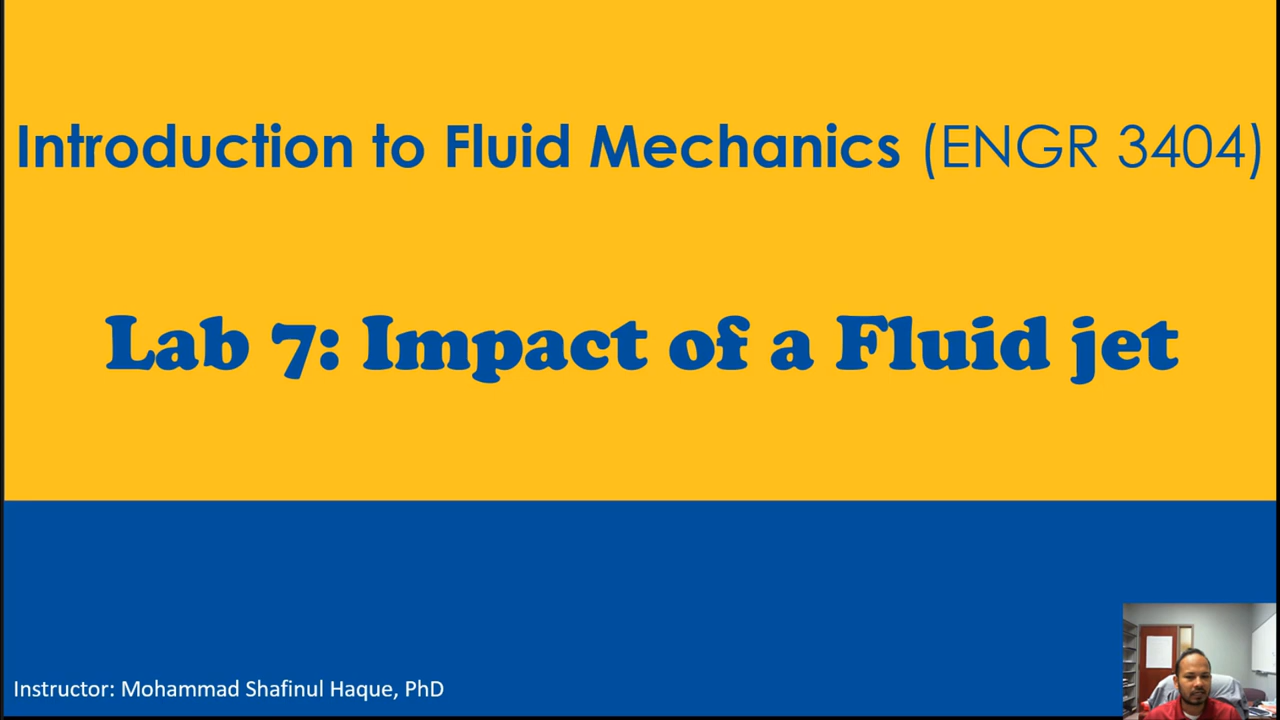 Introduction to Fluid Mechanics (ENGR 3404)
Lab 7: Impact of a Fluid jet
Instructor: Mohammad Shafinul Haque, PhD